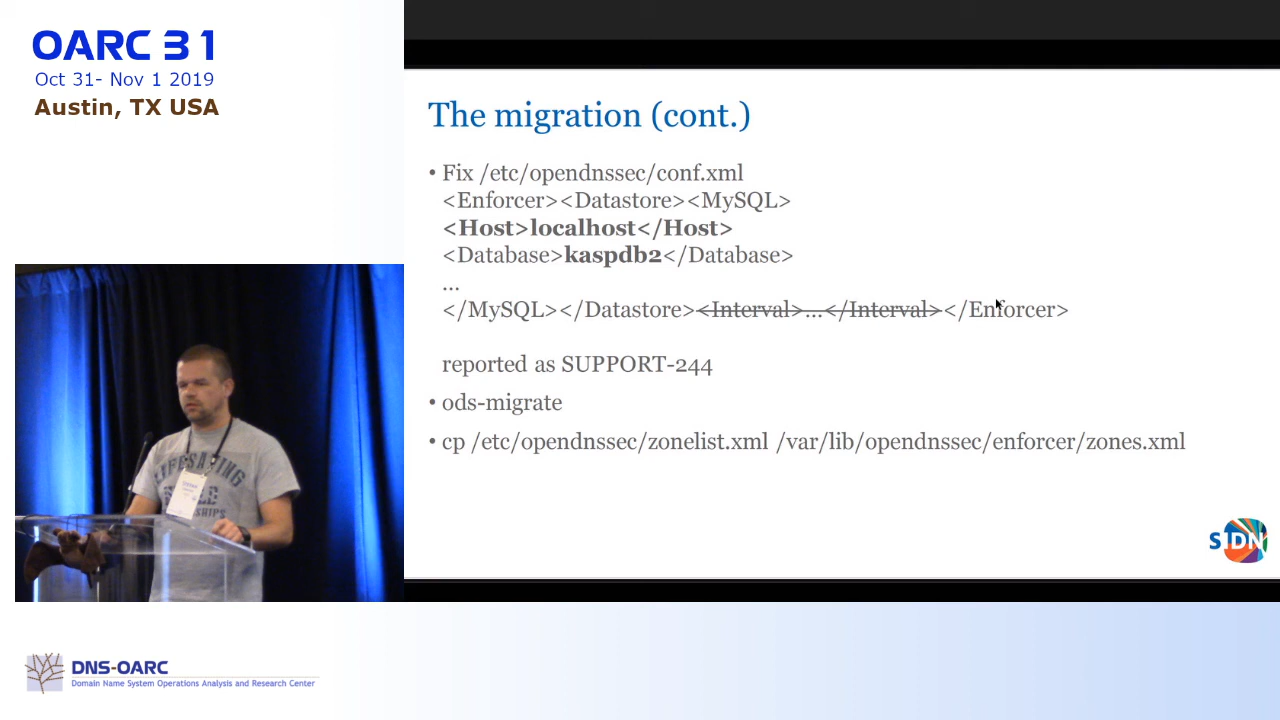 OARC 31
Oct 31- Nov 1 2019
Austin, TX USA
The migration (cont.)
• Fix /etc/opendnssec/conf.xml
<Enforcer><Datastore><MySQL>
<Host>localhost</Host>
<Database>kaspdb2</Database>
...
</MySQL></Datastore><Interval>...</Interval></Enforcer>
reported as SUPPORT-244
• ods-migrate
• cp /etc/opendnssec/zonelist.xml /var/lib/opendnssec/enforcer/zones.xml
SIDN
LIFESAVING
DNS-OARC
Domain Name System Operations Analysis and Research Center